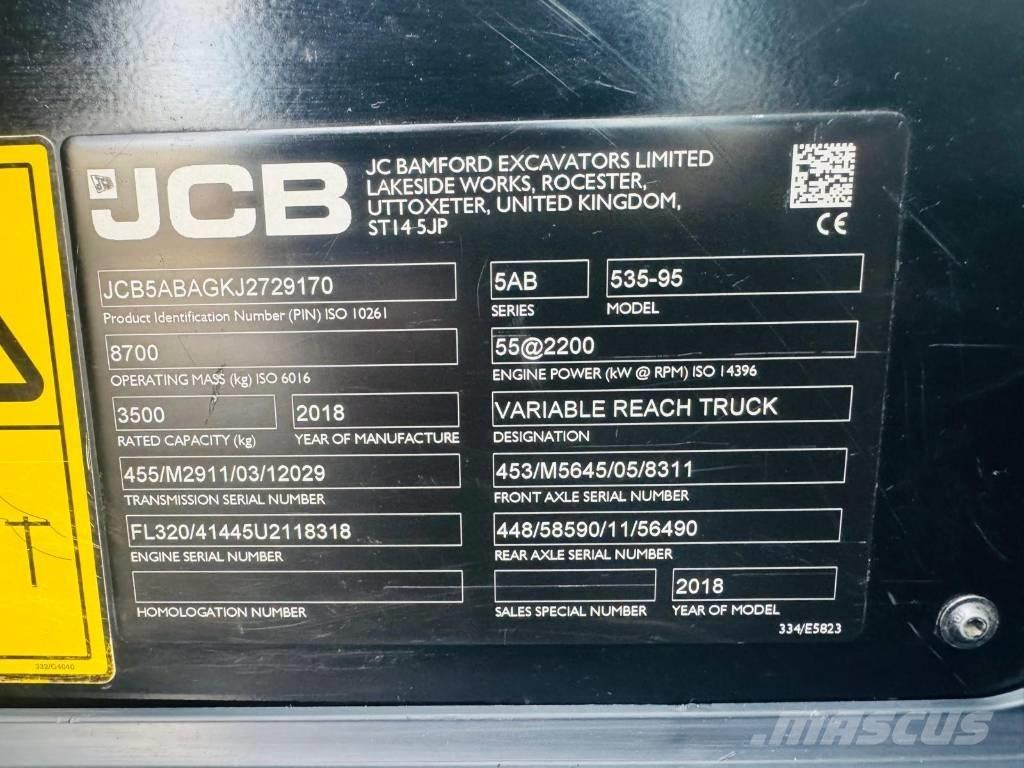 JCB
JC BAMFORD EXCAVATORS LIMITED
LAKESIDE WORKS, ROCESTER,
UTTOXETER, UNITED KINGDOM,
ST14 5JP
CE
JCB5ABAGKJ2729170
Product Identification Number (PIN) ISO 10261
5AB
SERIES
535-95
MODEL
8700
OPERATING MASS (kg) ISO 6016
55@2200
ENGINE POWER (kW @ RPM) ISO 14396
3500
RATED CAPACITY (kg)
2018
YEAR OF MANUFACTURE
VARIABLE REACH TRUCK
DESIGNATION
455/M2911/03/12029
TRANSMISSION SERIAL NUMBER
453/M5645/05/8311
FRONT AXLE SERIAL NUMBER
FL320/41445U2118318
ENGINE SERIAL NUMBER
448/58590/11/56490
REAR AXLE SERIAL NUMBER
HOMOLOGATION NUMBER
SALES SPECIAL NUMBER
2018
YEAR OF MODEL
334/E5823
T
332/G4040
MASCUS